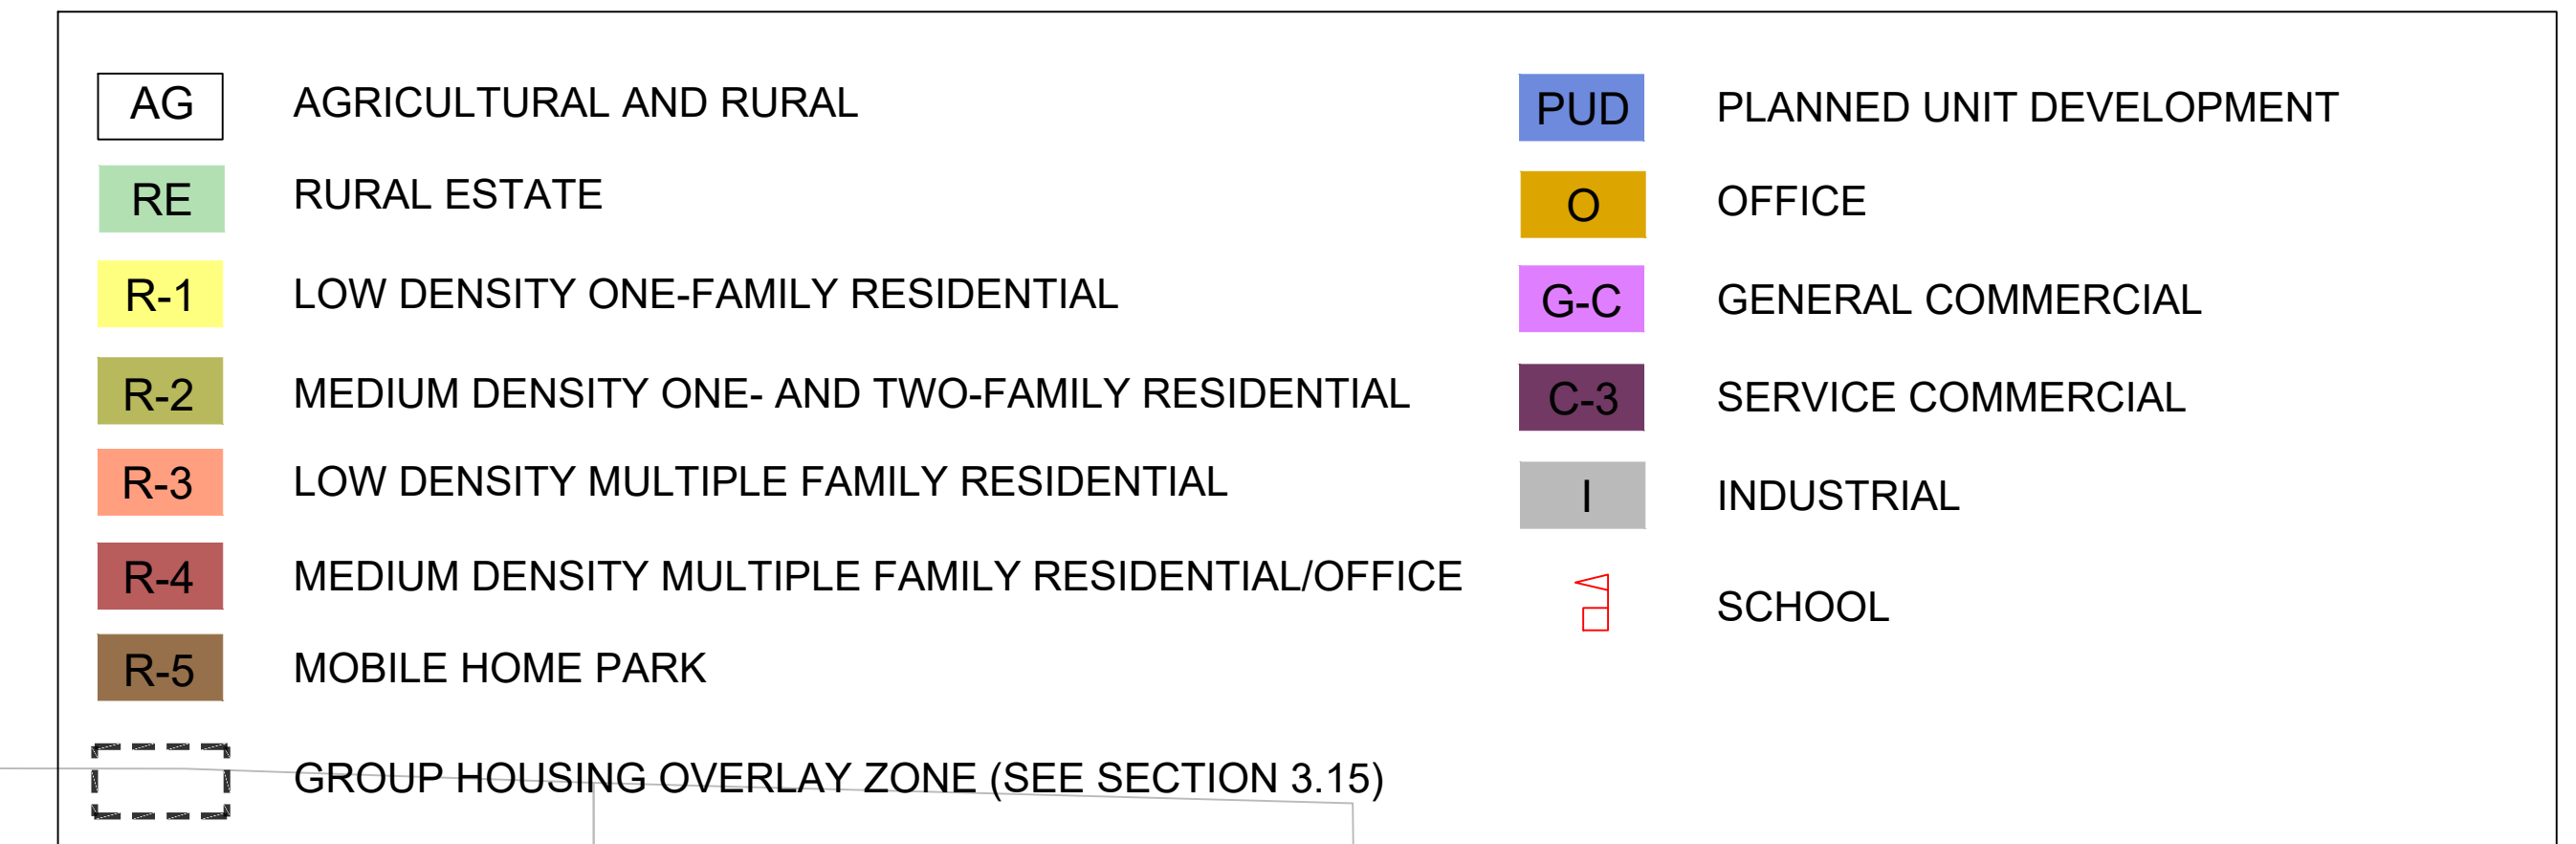 AG AGRICULTURAL AND RURAL
RE RURAL ESTATE
R-1 LOW DENSITY ONE-FAMILY RESIDENTIAL
R-2 MEDIUM DENSITY ONE- AND TWO-FAMILY RESIDENTIAL
R-3 LOW DENSITY MULTIPLE FAMILY RESIDENTIAL
R-4 MEDIUM DENSITY MULTIPLE FAMILY RESIDENTIAL/OFFICE
R-5 MOBILE HOME PARK
GROUP HOUSING OVERLAY ZONE (SEE SECTION 3.15)
PUD PLANNED UNIT DEVELOPMENT
O OFFICE
G-C GENERAL COMMERCIAL
C-3 SERVICE COMMERCIAL
I INDUSTRIAL
SCHOOL